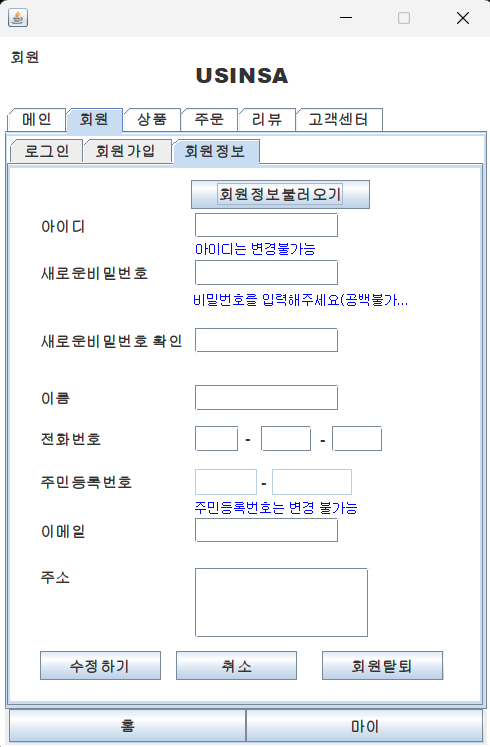 회원
USINSA
메인 회원 상품 주문 리뷰 고객센터
로그인 회원가입 회원정보
회원정보불러오기
아이디
아이디는 변경불가능
새로운비밀번호
비밀번호를 입력해주세요(공백불가...
새로운비밀번호 확인
이름
전화번호 - -
주민등록번호 -
주민등록번호는 변경 불가능
이메일
주소
수정하기 취소 회원탈퇴
홈 마이